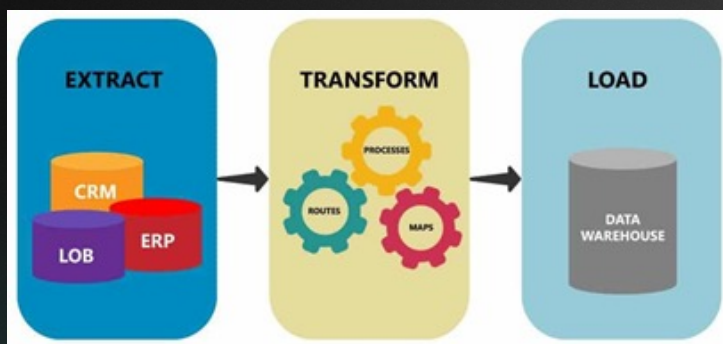 EXTRACT
CRM
LOB
ERP
TRANSFORM
PROCESSES
ROUTES
MAPS
LOAD
DATA
WAREHOUSE